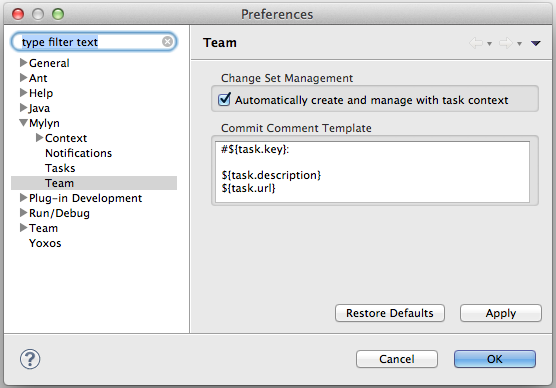 Preferences
type filter text
General
Ant
Help
Java
Mylyn
Context
Notifications
Tasks
Team
Plug-in Development
Run/Debug
Team
Yoxos
Team
Change Set Management
Automatically create and manage with task context
Commit Comment Template
#${task.key}:
${task.description}
${task.url}
Restore Defaults
Apply
?
Cancel
OK